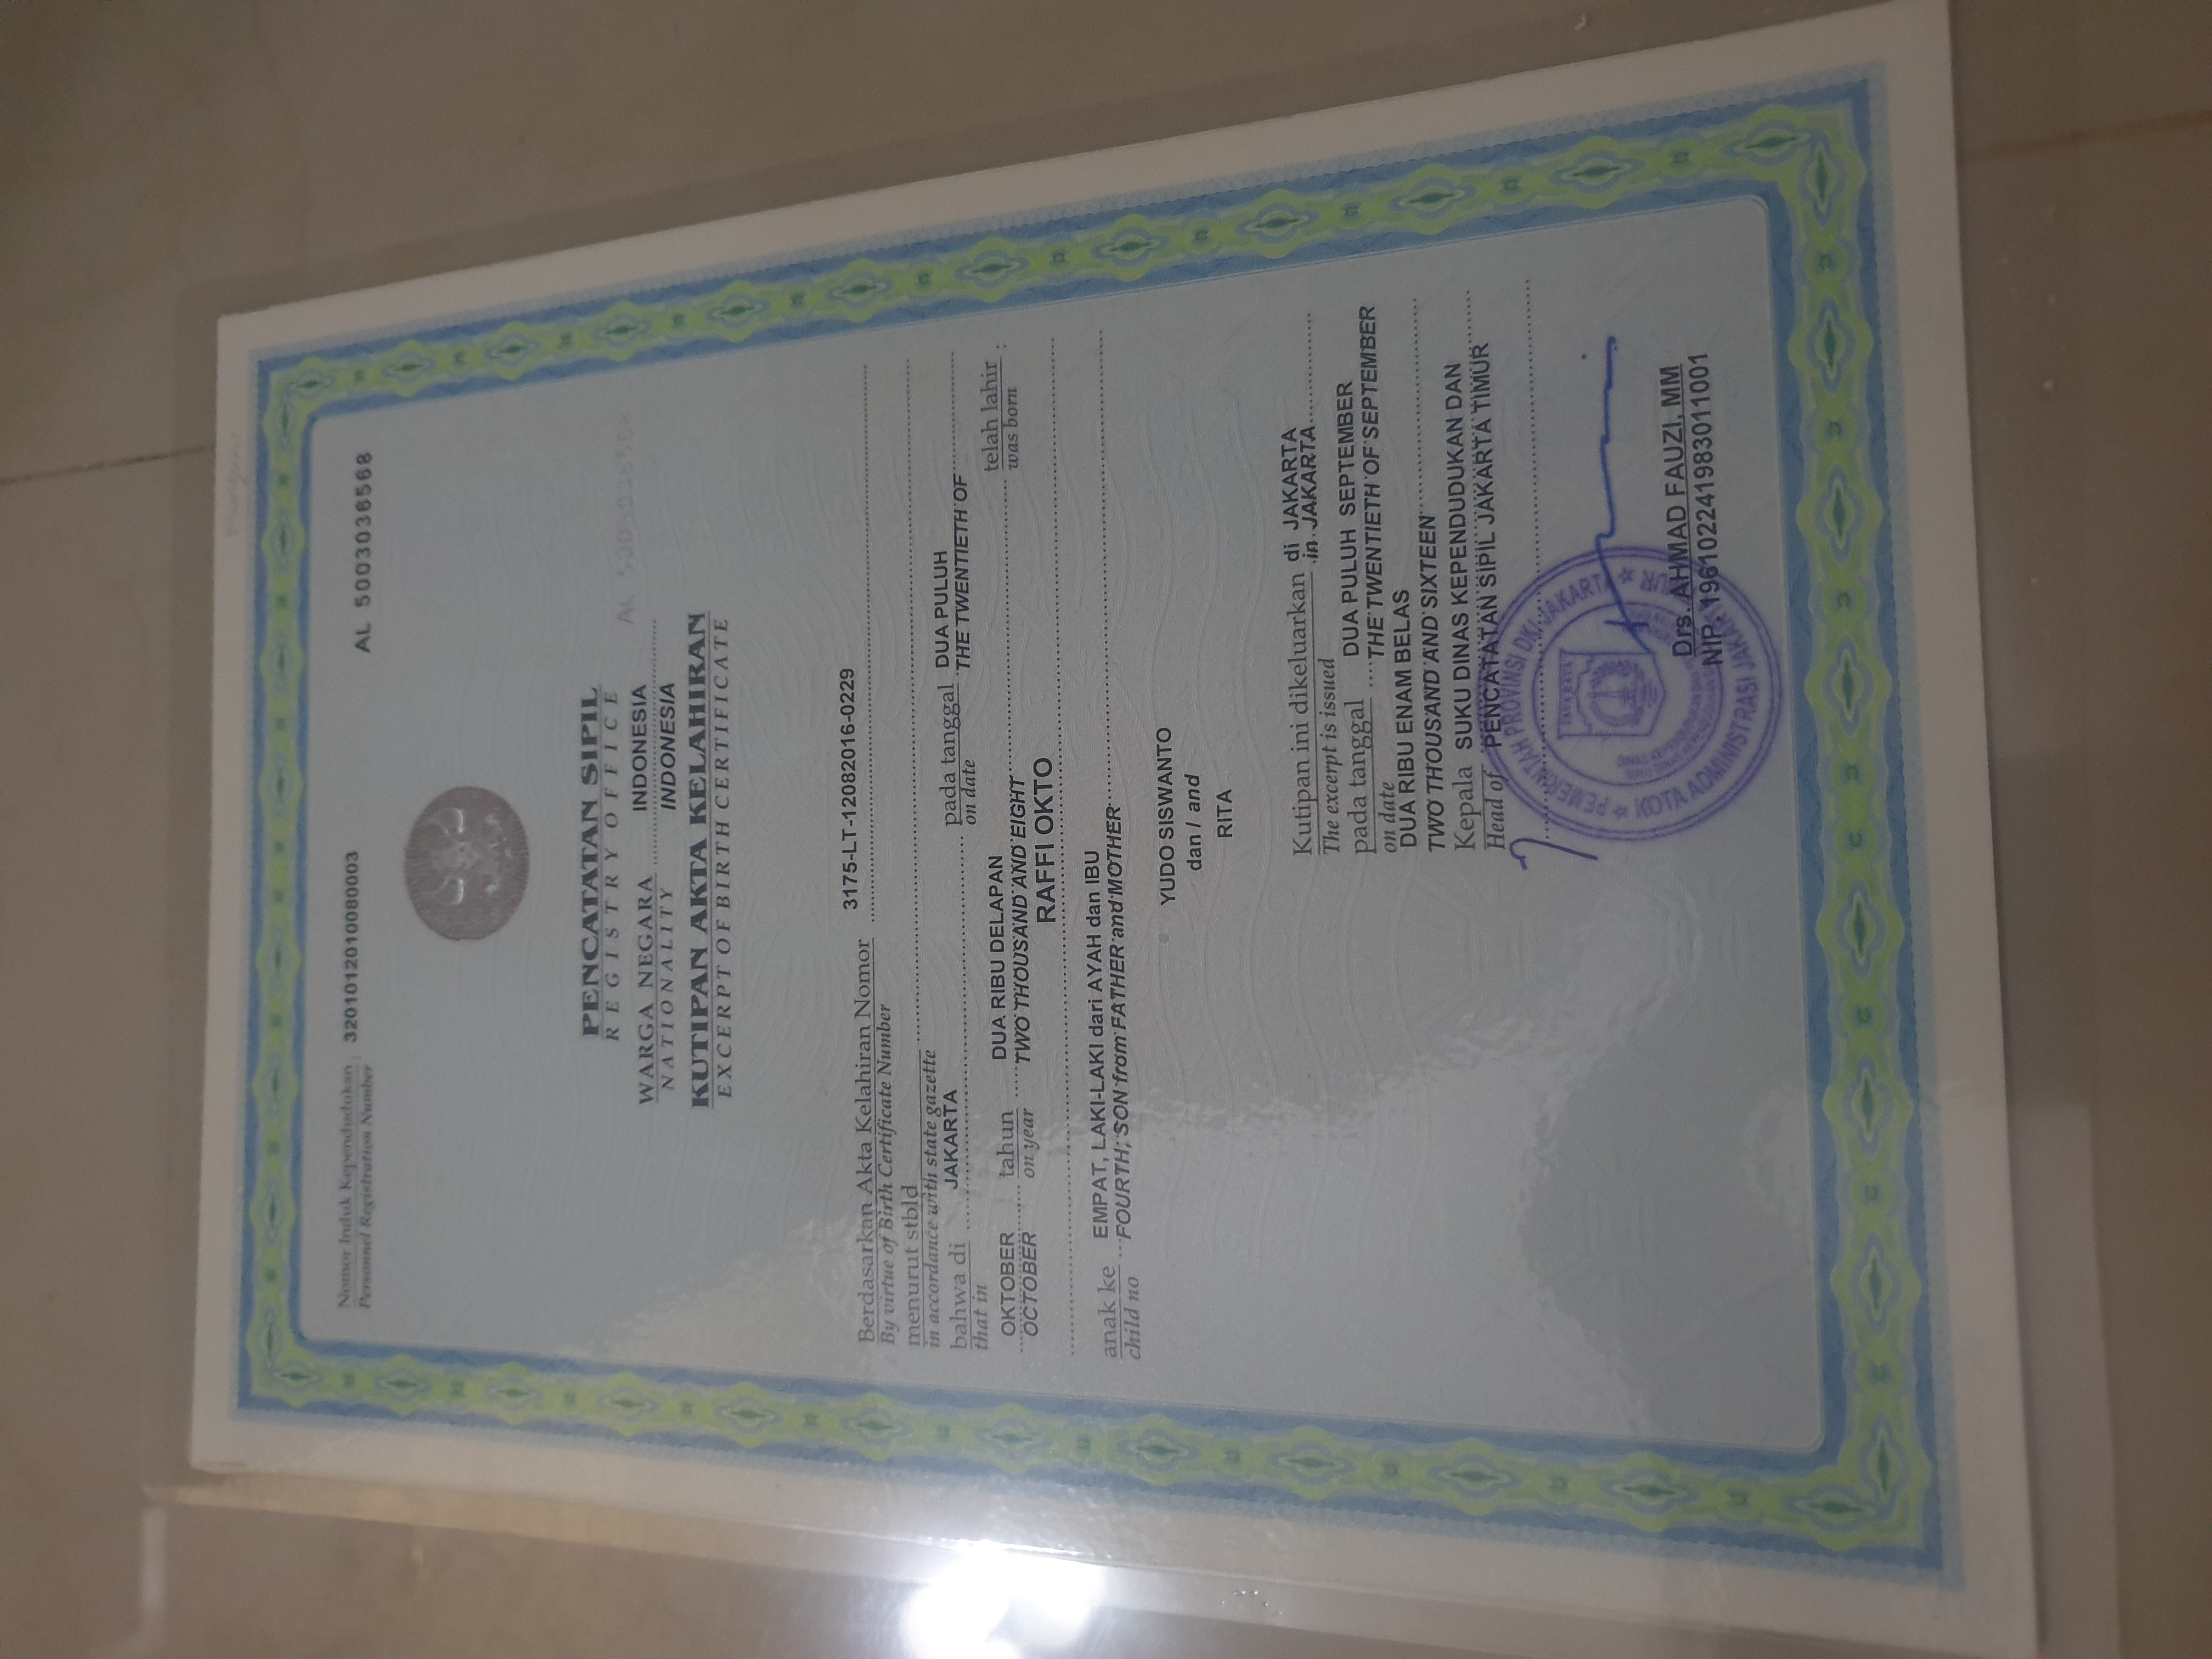 Nomor Induk Kependudukan : 3201012010080003
Personnel Registration Number
AL 5003036568
PENCATATAN SIPIL
REGISTRY OFFICE
WARGA NEGARA INDONESIA
NATIONALITY INDONESIA
KUTIPAN AKTA KELAHIRAN
EXCERPT OF BIRTH CERTIFICATE
Berdasarkan Akta Kelahiran Nomor 3175-LT-12082016-0229
By virtue of Birth Certificate Number
menurut stbld
in accordance with state gazette
bahwa di JAKARTA pada tanggal DUA PULUH
that in on date THE TWENTIETH OF
OKTOBER tahun DUA RIBU DELAPAN telah lahir :
OCTOBER on year TWO THOUSAND AND EIGHT was born
RAFFI OKTO
anak ke EMPAT, LAKI-LAKI dari AYAH dan IBU
child no FOURTH; SON from FATHER and MOTHER
YUDO SISWANTO
dan / and
RITA
Kutipan ini dikeluarkan di JAKARTA
The excerpt is issued in JAKARTA
pada tanggal DUA PULUH SEPTEMBER
on date THE TWENTIETH OF SEPTEMBER
DUA RIBU ENAM BELAS
TWO THOUSAND AND SIXTEEN
Kepala SUKU DINAS KEPENDUDUKAN DAN
Head of PENCATATAN SIPIL JAKARTA TIMUR
PEMERINTAH PROVINSI DKI JAKARTA
JAYA RAYA
KOTA ADMINISTRASI JAKARTA TIMUR
Drs. AHMAD FAUZI, MM
NIP. 196102241983011001